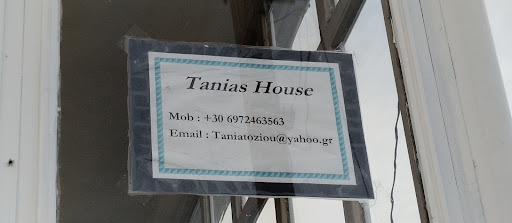 Tanias House
Mob : +30 6972463563
Email : Taniatoziou@yahoo.gr